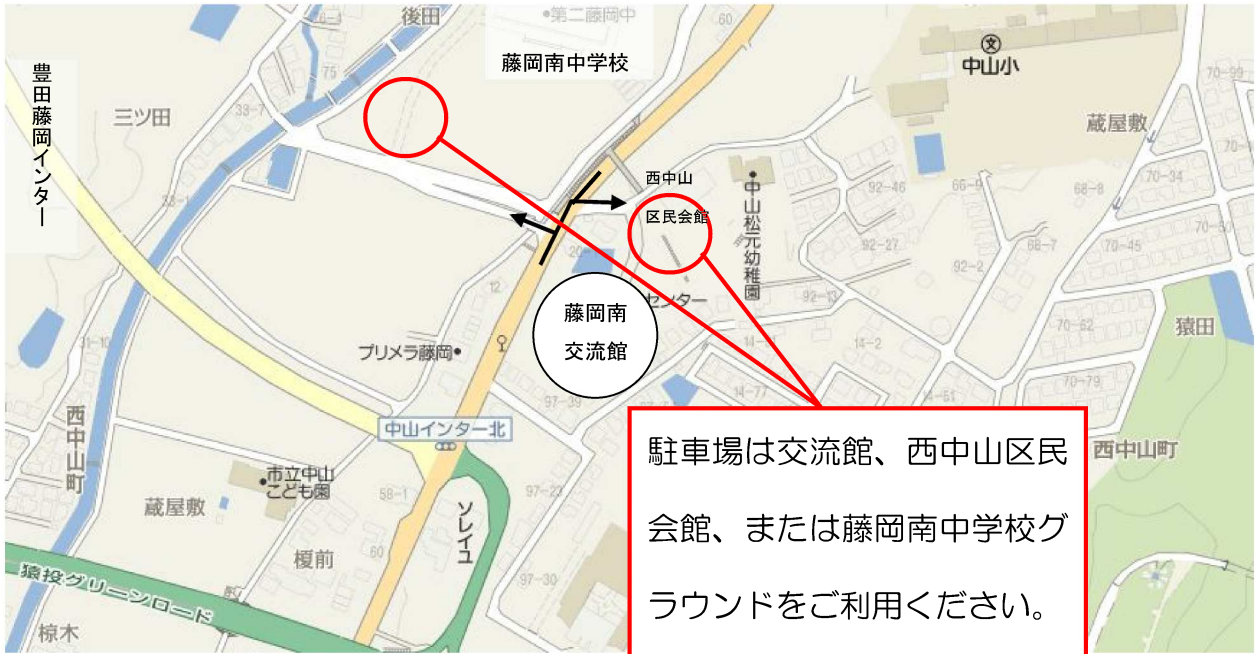 後田
・第二藤岡中
藤岡南中学校
60
中山小
70-99
豊田藤岡インター
75
33-7
三ツ田
蔵屋敷
西中山
区民会館
中山松元幼稚園
92-46
66-9
68-8
70-34
33-1
92-27
68-7
70-45
70-50
92-2
12
センター
92-13
藤岡南
交流館
プリメラ藤岡
31-10
70-62
猿田
14-2
70-79
14-77
14-51
97-39
中山インター北
西中山町
市立中山
こども園
58-1
97-23
蔵屋敷
ソレイユ
西中山町
榎前
60
97-30
猿投グリーンロード
椋木
駐車場は交流館、西中山区民
会館、または藤岡南中学校グ
ラウンドをご利用ください。